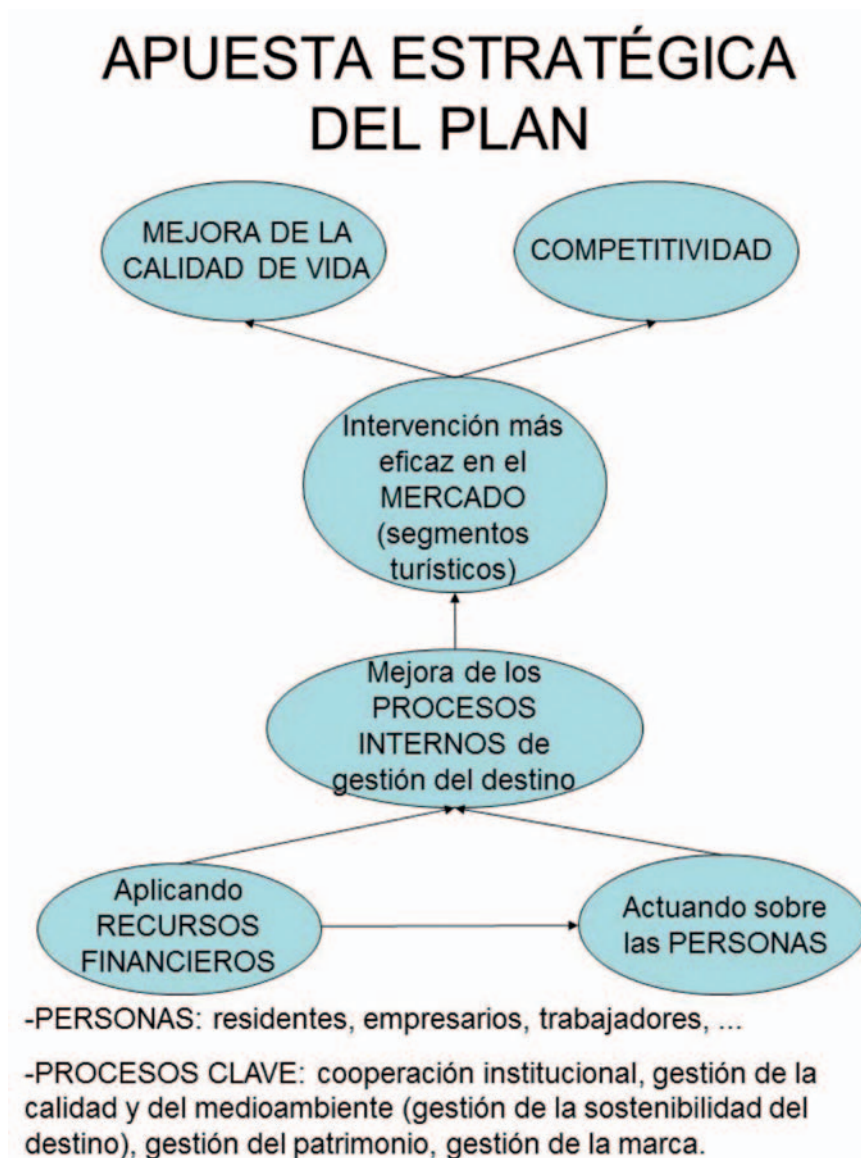 APUESTA ESTRATÉGICA
DEL PLAN
MEJORA DE LA
CALIDAD DE VIDA
COMPETITIVIDAD
Intervención más
eficaz en el
MERCADO
(segmentos
turísticos)
Mejora de los
PROCESOS
INTERNOS de
gestión del destino
Aplicando
RECURSOS
FINANCIEROS
Actuando sobre
las PERSONAS
-PERSONAS: residentes, empresarios, trabajadores, ...
-PROCESOS CLAVE: cooperación institucional, gestión de la
calidad y del medioambiente (gestión de la sostenibilidad del
destino), gestión del patrimonio, gestión de la marca.